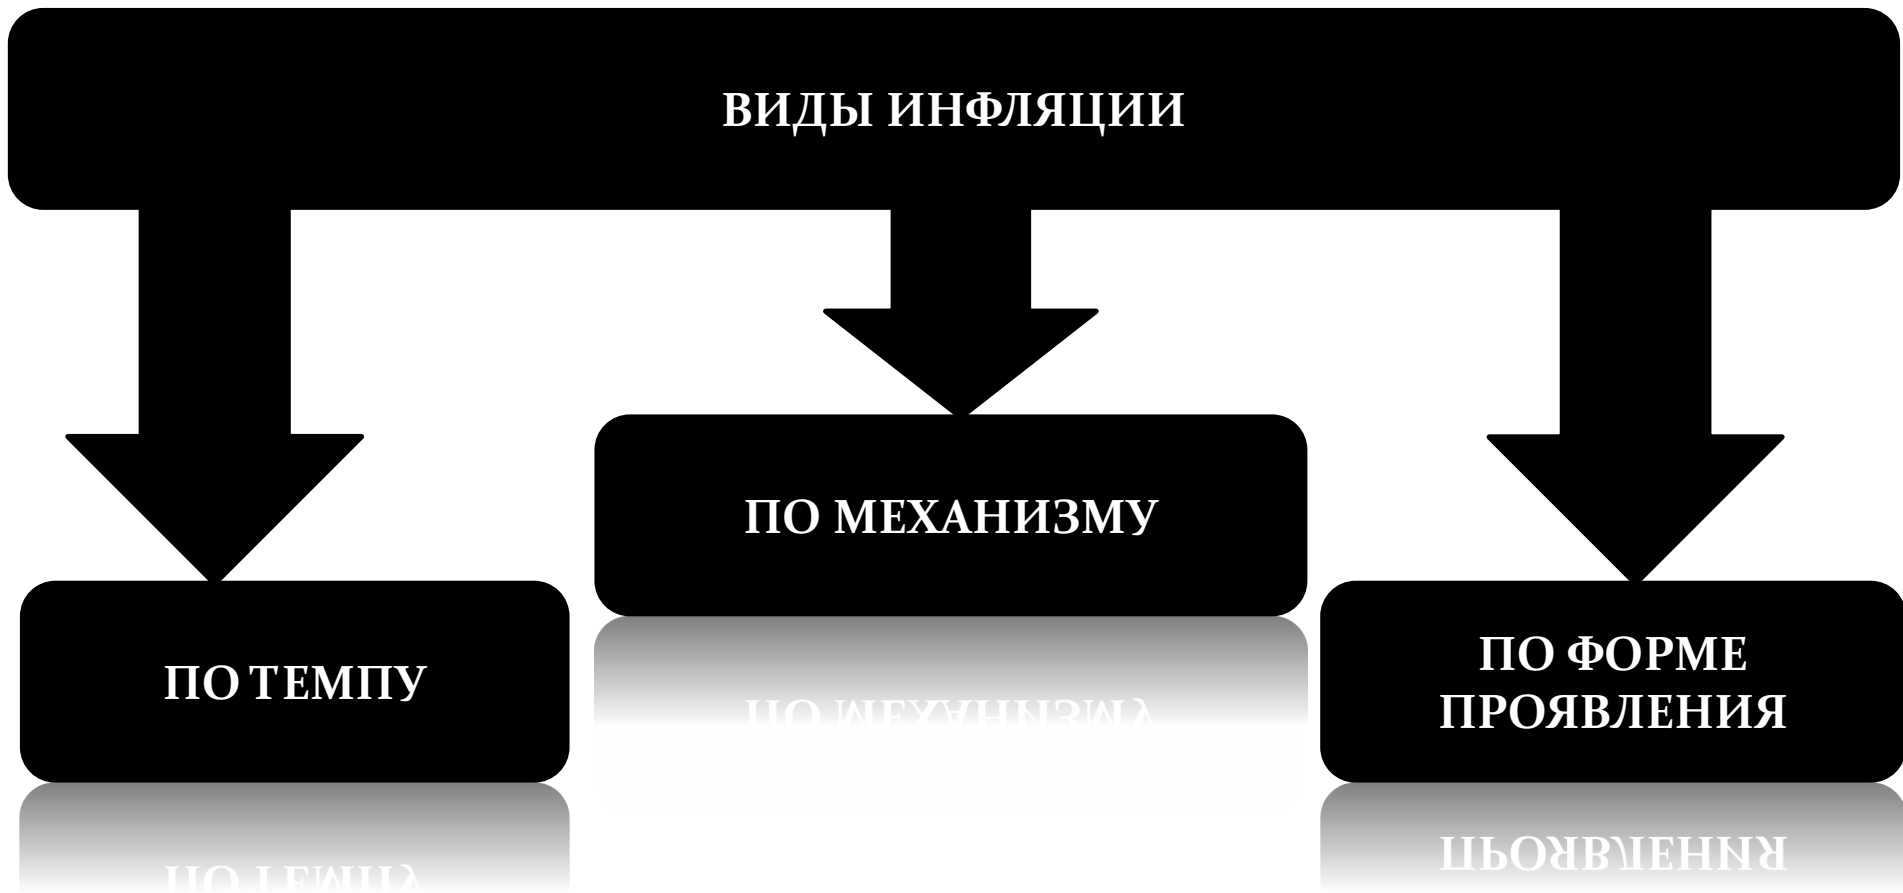 ВИДЫ ИНФЛЯЦИИ
ПО МЕХАНИЗМУ
ПО ТЕМПУ
ПО ФОРМЕ
ПРОЯВЛЕНИЯ